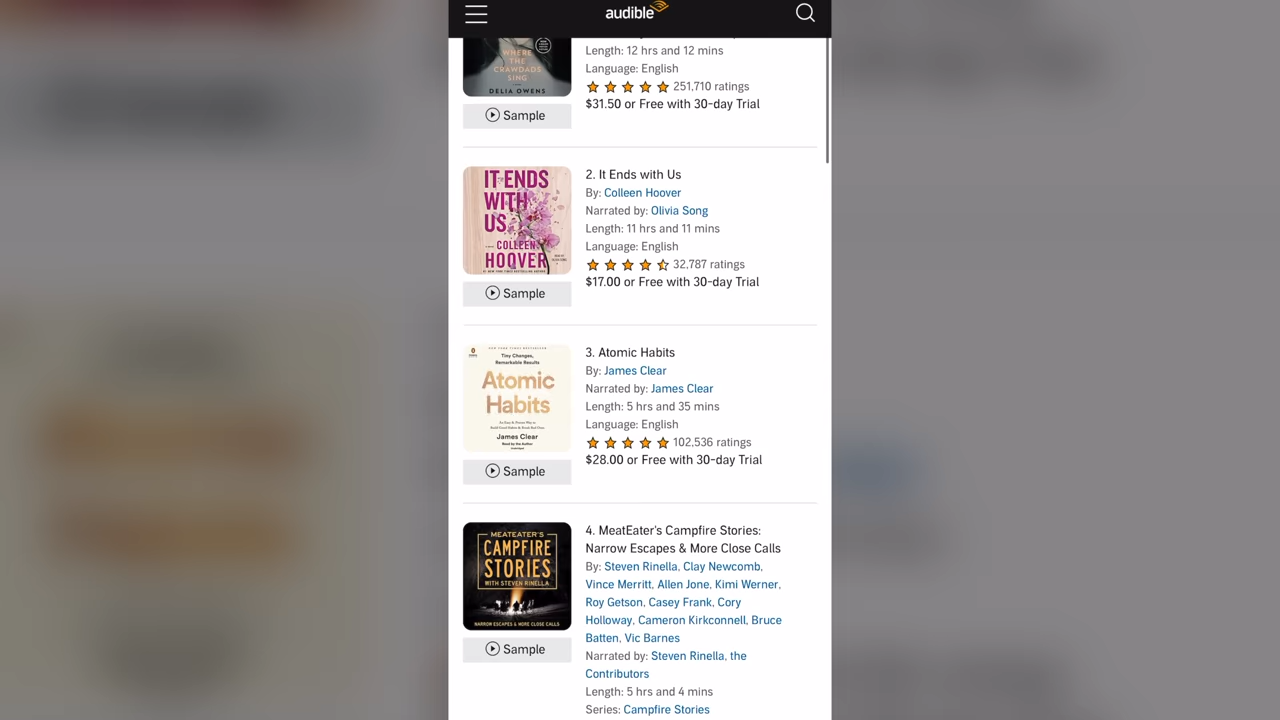 audible
WHERE
THE
CRAWDADS
SING
DELIA OWENS
Length: 12 hrs and 12 mins
Language: English
251,710 ratings
$31.50 or Free with 30-day Trial
Sample
IT ENDS
WITH
US
COLLEEN
HOOVER
2. It Ends with Us
By: Colleen Hoover
Narrated by: Olivia Song
Length: 11 hrs and 11 mins
Language: English
32,787 ratings
$17.00 or Free with 30-day Trial
Sample
Tiny Changes,
Remarkable Results
Atomic
Habits
James Clear
Read by the Author
3. Atomic Habits
By: James Clear
Narrated by: James Clear
Length: 5 hrs and 35 mins
Language: English
102,536 ratings
$28.00 or Free with 30-day Trial
Sample
MEATEATER'S
CAMPFIRE
STORIES
WITH STEVEN RINELLA
NARROW ESCAPES & MORE CLOSE CALLS
4. MeatEater's Campfire Stories:
Narrow Escapes & More Close Calls
By: Steven Rinella, Clay Newcomb,
Vince Merritt, Allen Jone, Kimi Werner,
Roy Getson, Casey Frank, Cory
Holloway, Cameron Kirkconnell, Bruce
Batten, Vic Barnes
Narrated by: Steven Rinella, the
Contributors
Length: 5 hrs and 4 mins
Series: Campfire Stories
Sample